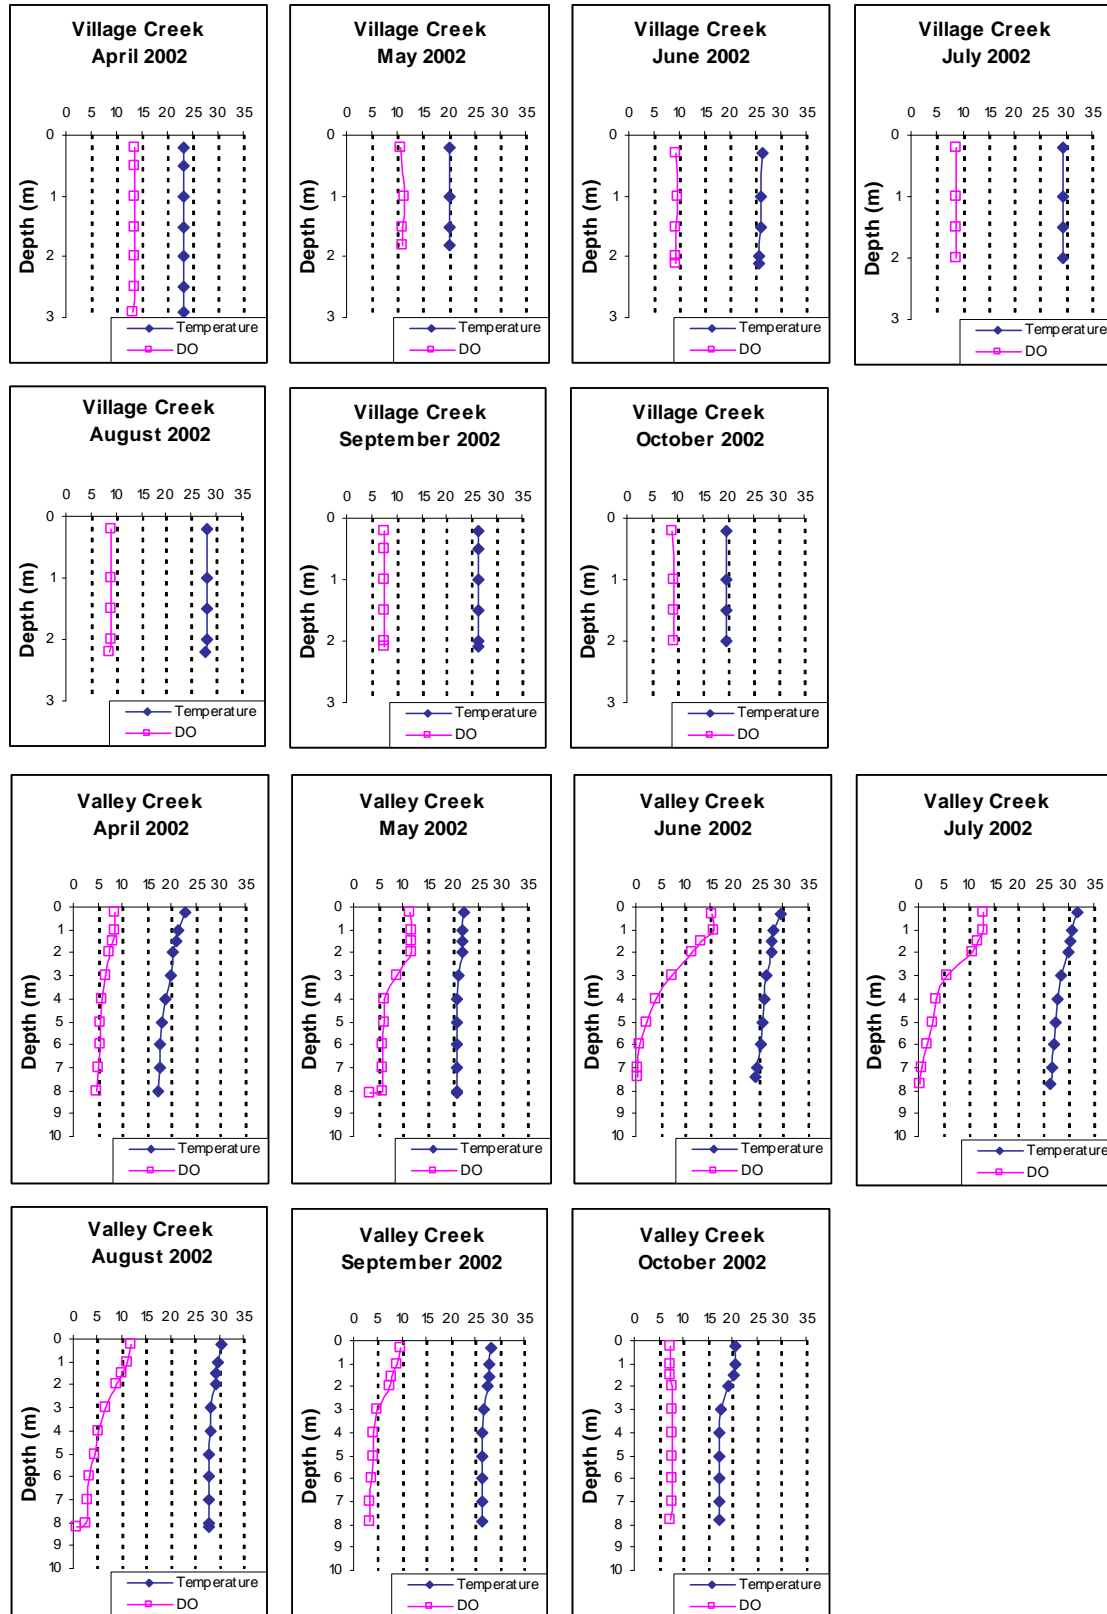 Village Creek
April 2002
0 5 10 15 20 25 30 35
0
1
2
3
Depth (m)
Temperature
DO
Village Creek
May 2002
0 5 10 15 20 25 30 35
0
1
2
3
Depth (m)
Temperature
DO
Village Creek
June 2002
0 5 10 15 20 25 30 35
0
1
2
3
Depth (m)
Temperature
DO
Village Creek
July 2002
0 5 10 15 20 25 30 35
0
1
2
3
Depth (m)
Temperature
DO
Village Creek
August 2002
0 5 10 15 20 25 30 35
0
1
2
3
Depth (m)
Temperature
DO
Village Creek
September 2002
0 5 10 15 20 25 30 35
0
1
2
3
Depth (m)
Temperature
DO
Village Creek
October 2002
0 5 10 15 20 25 30 35
0
1
2
3
Depth (m)
Temperature
DO
Valley Creek
April 2002
0 5 10 15 20 25 30 35
0
1
2
3
4
5
6
7
8
9
10
Depth (m)
Temperature
DO
Valley Creek
May 2002
0 5 10 15 20 25 30 35
0
1
2
3
4
5
6
7
8
9
10
Depth (m)
Temperature
DO
Valley Creek
June 2002
0 5 10 15 20 25 30 35
0
1
2
3
4
5
6
7
8
9
10
Depth (m)
Temperature
DO
Valley Creek
July 2002
0 5 10 15 20 25 30 35
0
1
2
3
4
5
6
7
8
9
10
Depth (m)
Temperature
DO
Valley Creek
August 2002
0 5 10 15 20 25 30 35
0
1
2
3
4
5
6
7
8
9
10
Depth (m)
Temperature
DO
Valley Creek
September 2002
0 5 10 15 20 25 30 35
0
1
2
3
4
5
6
7
8
9
10
Depth (m)
Temperature
DO
Valley Creek
October 2002
0 5 10 15 20 25 30 35
0
1
2
3
4
5
6
7
8
9
10
Depth (m)
Temperature
DO